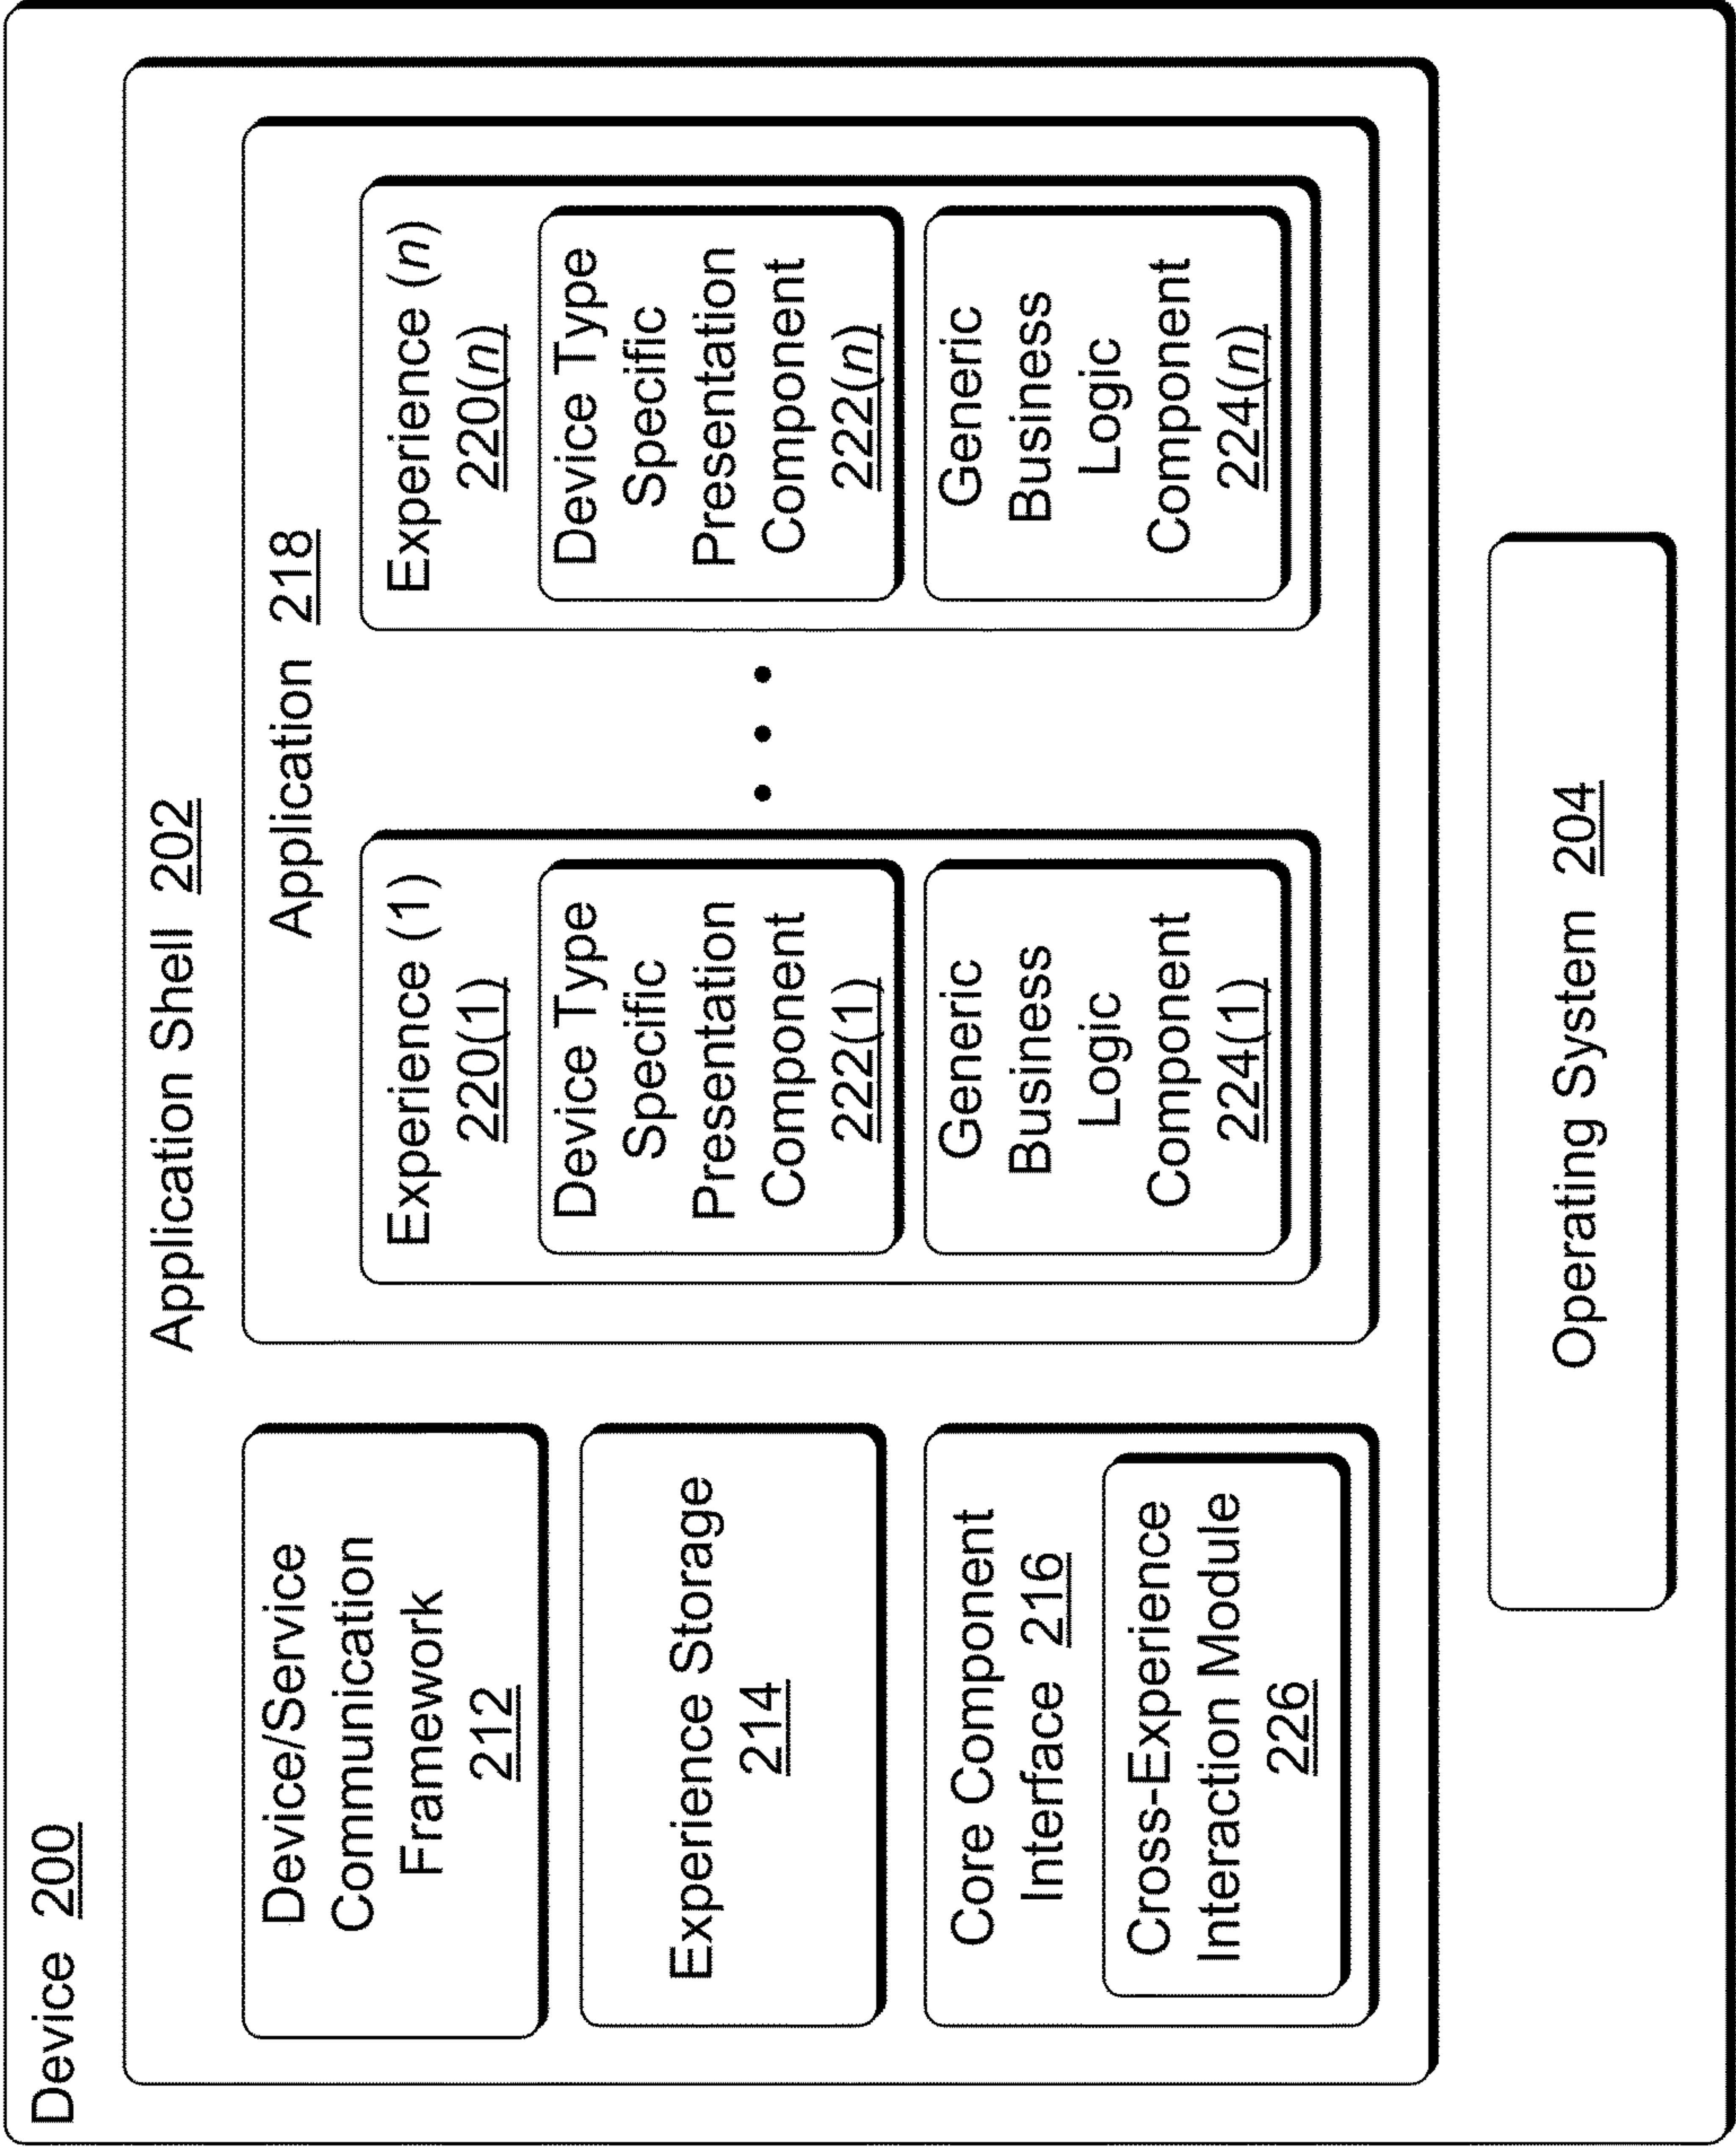 Device 200
Application Shell 202
Device/Service
Communication
Framework
212
Experience Storage
214
Core Component
Interface 216
Cross-Experience
Interaction Module
226
Application 218
Experience (1)
220(1)
Device Type
Specific
Presentation
Component
222(1)
Generic
Business
Logic
Component
224(1)
• • •
Experience (n)
220(n)
Device Type
Specific
Presentation
Component
222(n)
Generic
Business
Logic
Component
224(n)
Operating System 204